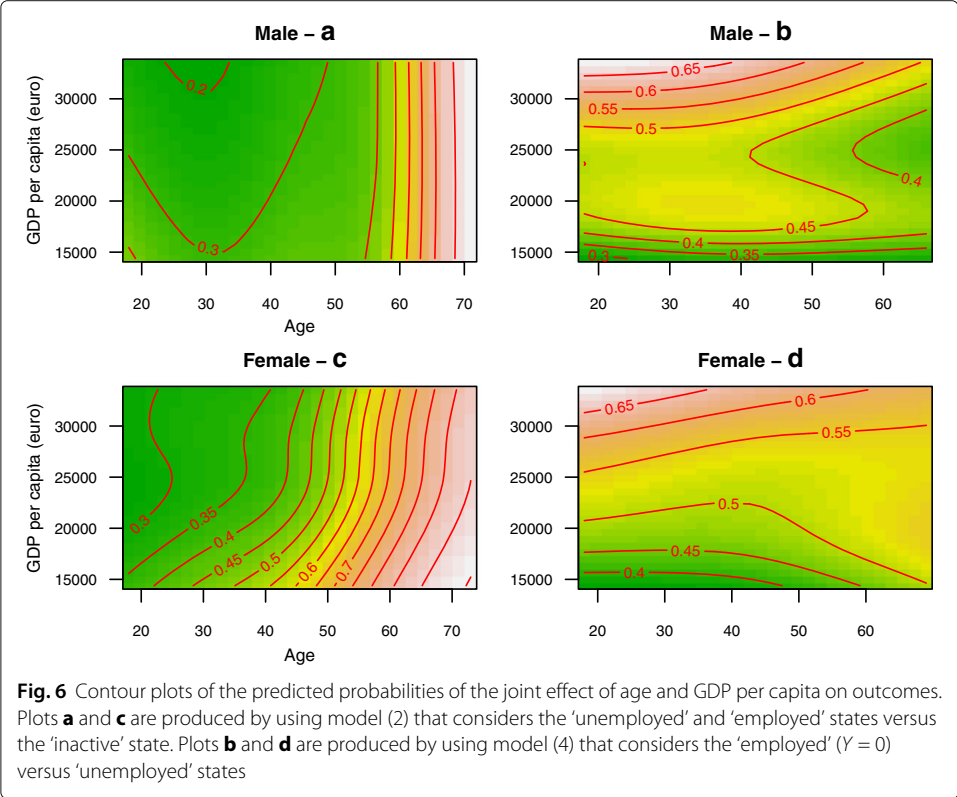 Male – a
Male – b
GDP per capita (euro)
30000
25000
20000
15000
0.2
0.3
20 30 40 50 60 70
Age
30000
25000
20000
15000
0.65
0.6
0.55
0.5
0.4
0.45
0.4
0.35
0.3
20 30 40 50 60
Female – c
Female – d
GDP per capita (euro)
30000
25000
20000
15000
0.3
0.35
0.4
0.45
0.5
0.6
0.7
20 30 40 50 60 70
Age
30000
25000
20000
15000
0.65
0.6
0.55
0.5
0.45
0.4
20 30 40 50 60
Fig. 6 Contour plots of the predicted probabilities of the joint effect of age and GDP per capita on outcomes.
Plots a and c are produced by using model (2) that considers the ‘unemployed’ and ‘employed’ states versus
the ‘inactive’ state. Plots b and d are produced by using model (4) that considers the ‘employed’ (Y = 0)
versus ‘unemployed’ states